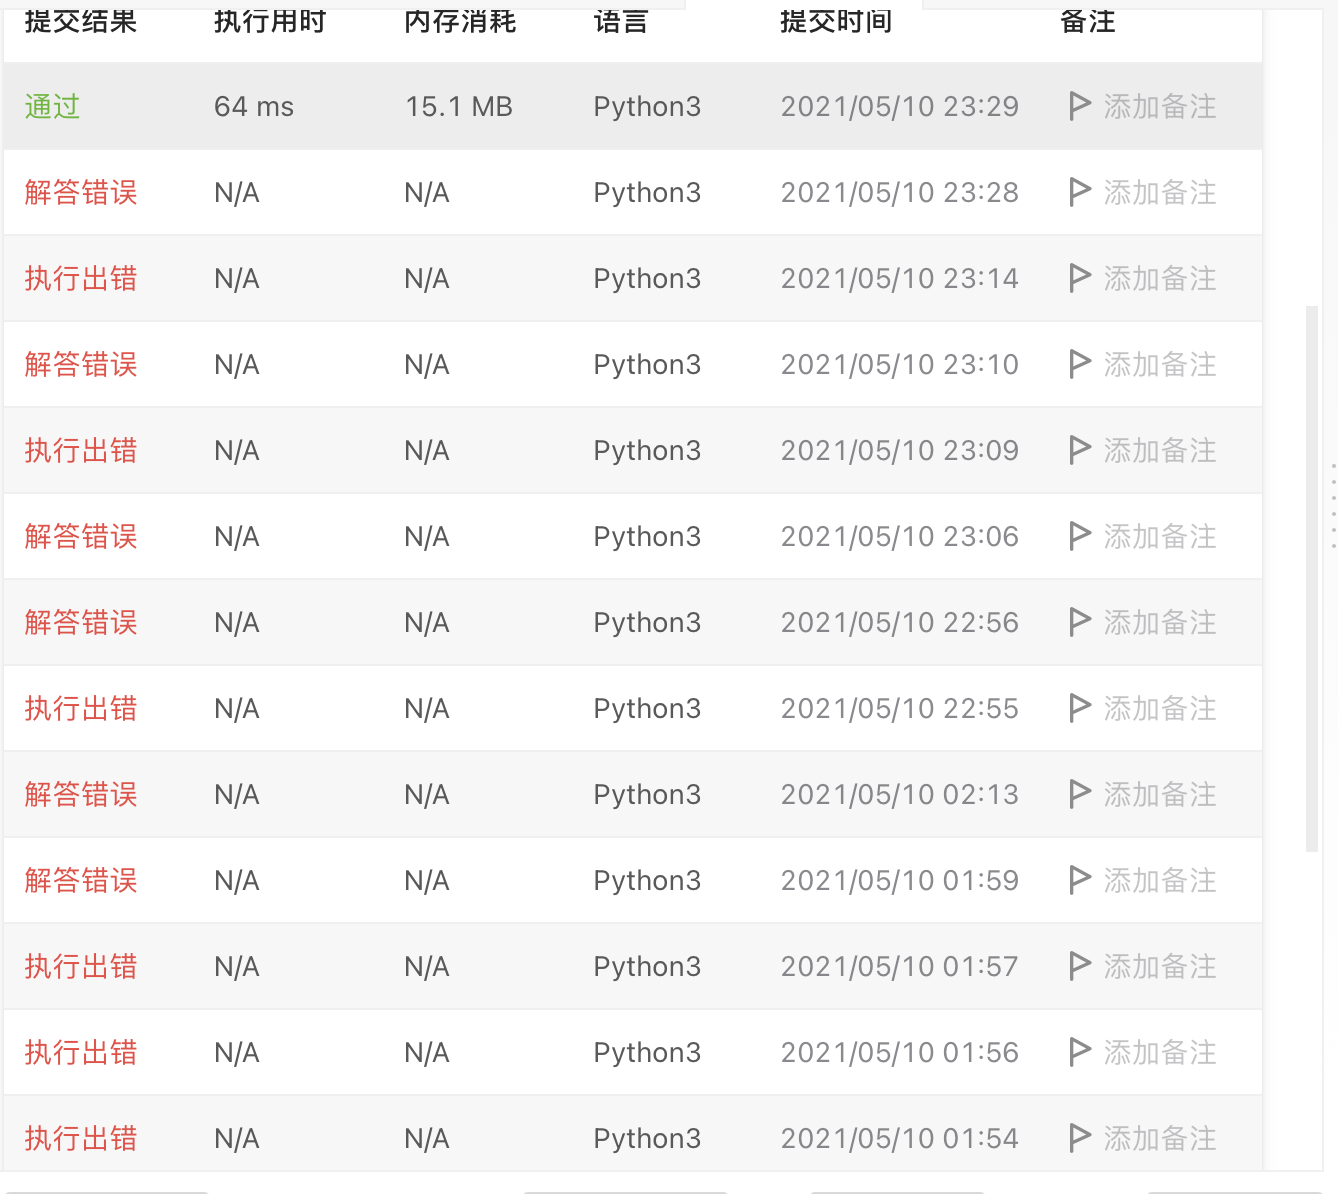 提交结果 执行用时 内存消耗 语言 提交时间 备注
通过 64 ms 15.1 MB Python3 2021/05/10 23:29 添加备注
解答错误 N/A N/A Python3 2021/05/10 23:28 添加备注
执行出错 N/A N/A Python3 2021/05/10 23:14 添加备注
解答错误 N/A N/A Python3 2021/05/10 23:10 添加备注
执行出错 N/A N/A Python3 2021/05/10 23:09 添加备注
解答错误 N/A N/A Python3 2021/05/10 23:06 添加备注
解答错误 N/A N/A Python3 2021/05/10 22:56 添加备注
执行出错 N/A N/A Python3 2021/05/10 22:55 添加备注
解答错误 N/A N/A Python3 2021/05/10 02:13 添加备注
解答错误 N/A N/A Python3 2021/05/10 01:59 添加备注
执行出错 N/A N/A Python3 2021/05/10 01:57 添加备注
执行出错 N/A N/A Python3 2021/05/10 01:56 添加备注
执行出错 N/A N/A Python3 2021/05/10 01:54 添加备注